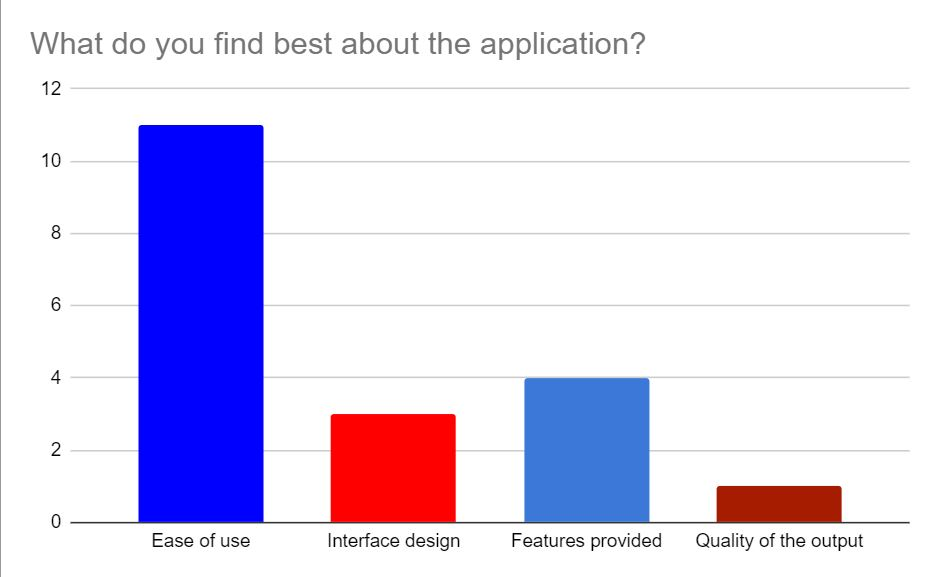 What do you find best about the application?
12
10
8
6
4
2
0
Ease of use
Interface design
Features provided
Quality of the output